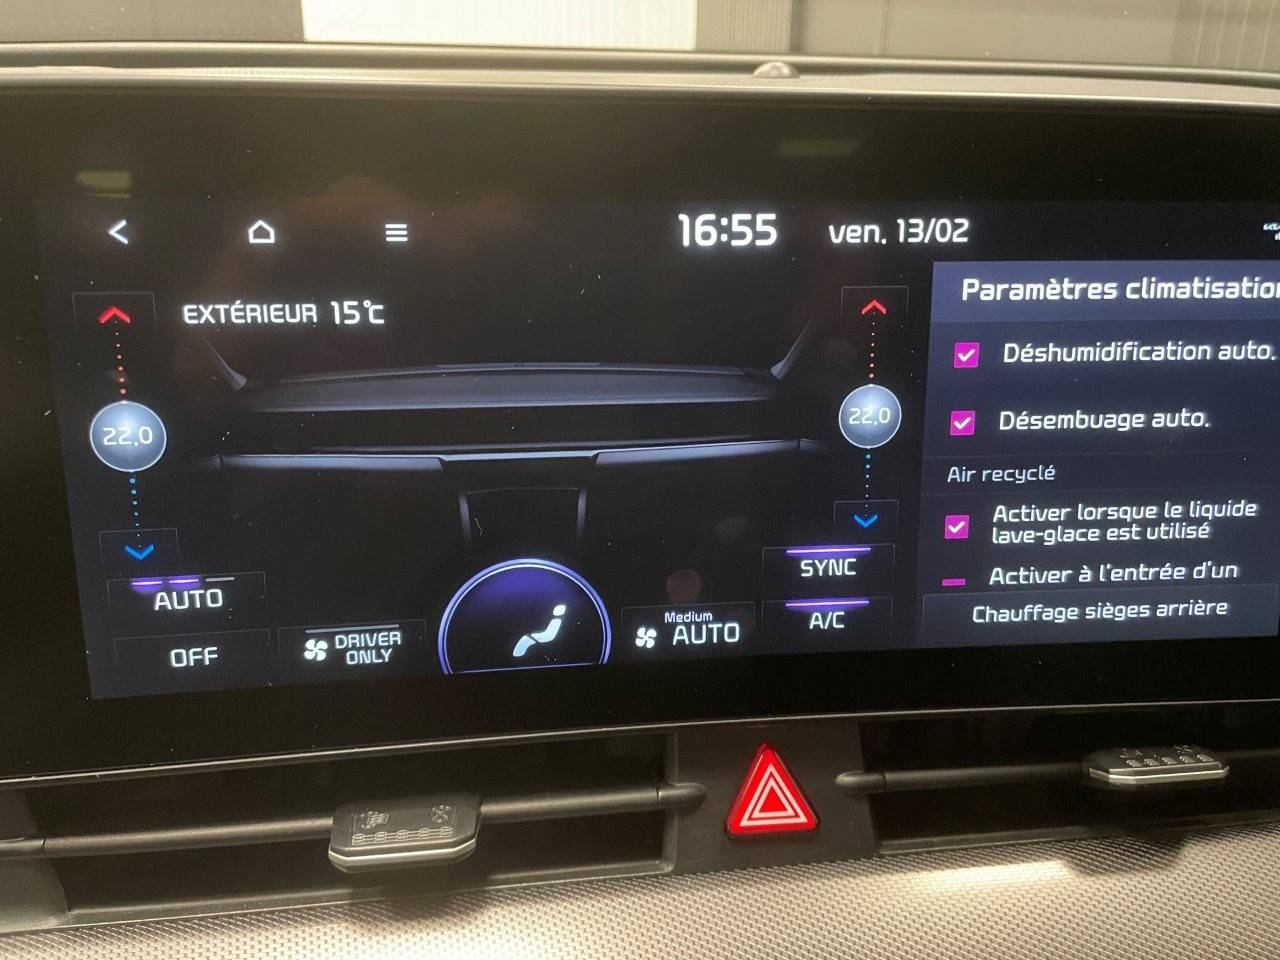 16:55 ven. 13/02
EXTÉRIEUR 15°C
22,0
22,0
AUTO
OFF
DRIVER
ONLY
Medium
AUTO
SYNC
A/C
Paramètres climatisation
Déshumidification auto.
Désembuage auto.
Air recyclé
Activer lorsque le liquide
lave-glace est utilisé
Activer à l'entrée d'un
Chauffage sièges arrière